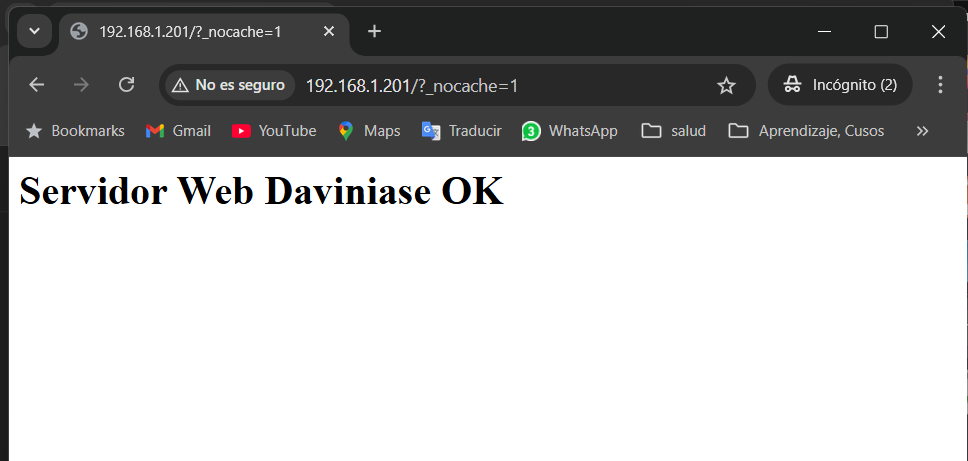 192.168.1.201/?_nocache=1
No es seguro 192.168.1.201/?_nocache=1 Incógnito (2)
Bookmarks Gmail YouTube Maps Traducir 3 WhatsApp salud Aprendizaje, Cusos
Servidor Web Daviniase OK